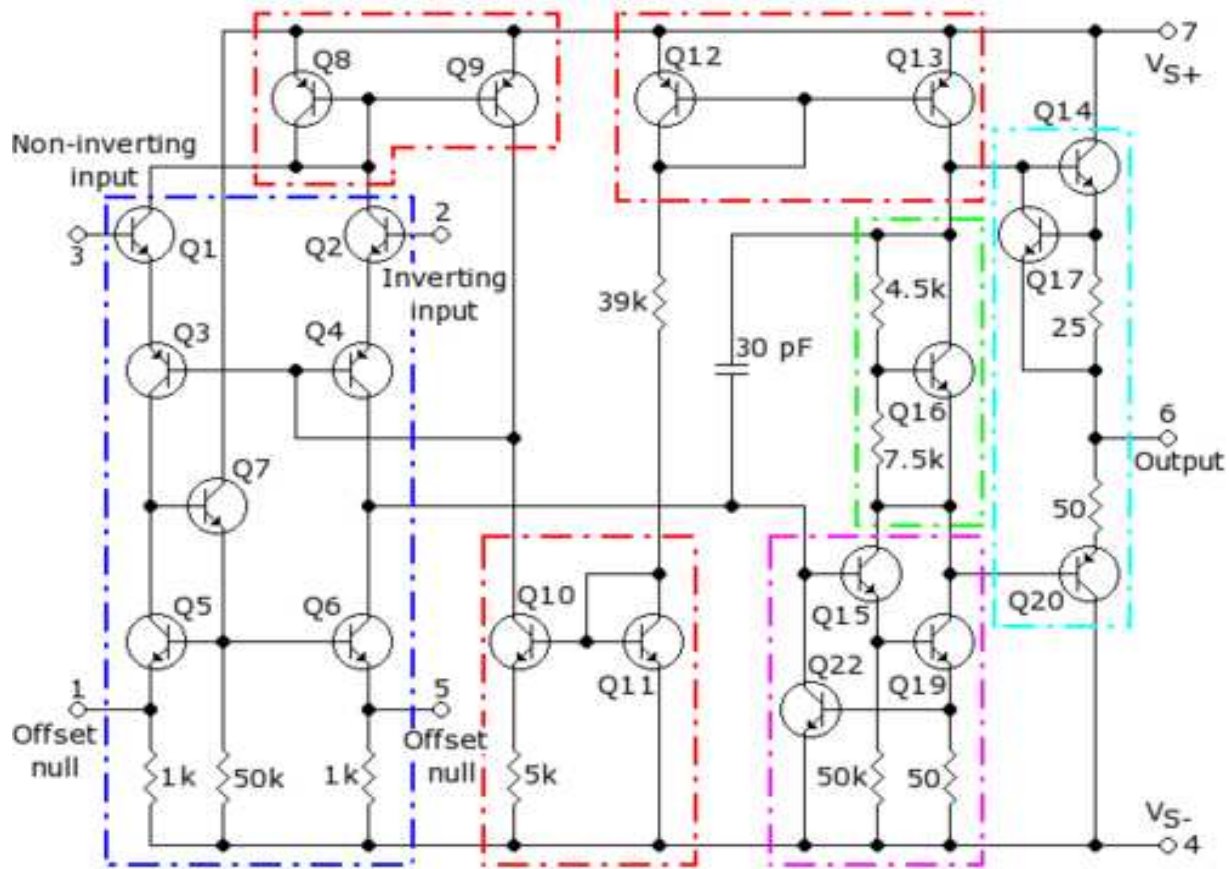 Q8
Q9
Q12
Q13
7
VS+
Q14
Non-inverting
input
3
Q1
Q2
2
Inverting
input
Q17
25
39k
4.5k
Q3
Q4
30 pF
Q16
7.5k
6
Output
Q7
50
Q5
Q6
Q10
Q11
Q15
Q20
Q22
Q19
1
Offset
null
5
Offset
null
1k
50k
1k
5k
50k
50
VS-
4